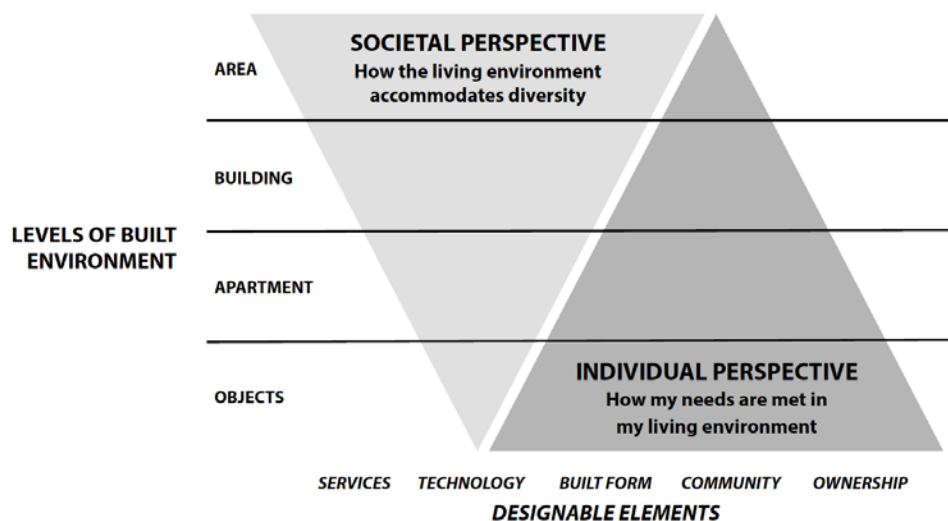 SOCIETAL PERSPECTIVE
How the living environment
accommodates diversity
AREA
BUILDING
LEVELS OF BUILT
ENVIRONMENT
APARTMENT
OBJECTS
INDIVIDUAL PERSPECTIVE
How my needs are met in
my living environment
SERVICES TECHNOLOGY BUILT FORM COMMUNITY OWNERSHIP
DESIGNABLE ELEMENTS